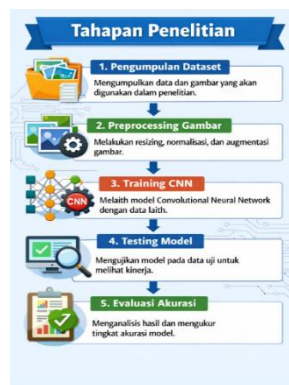 Tahapan Penelitian
1. Pengumpulan Dataset
Mengumpulkan data dan gambar yang akan
digunakan dalam penelitian.
2. Preprocessing Gambar
Melakukan resizing, normalisasi, dan augmentasi
gambar.
3. Training CNN
CNN
Melaith model Convolutional Neural Network
dengan data laith.
4. Testing Model
Mengujikan model pada data uji untuk
melihat kinerja.
5. Evaluasi Akurasi
Menganalisis hasil dan mengukur
tingkat akurasi model.